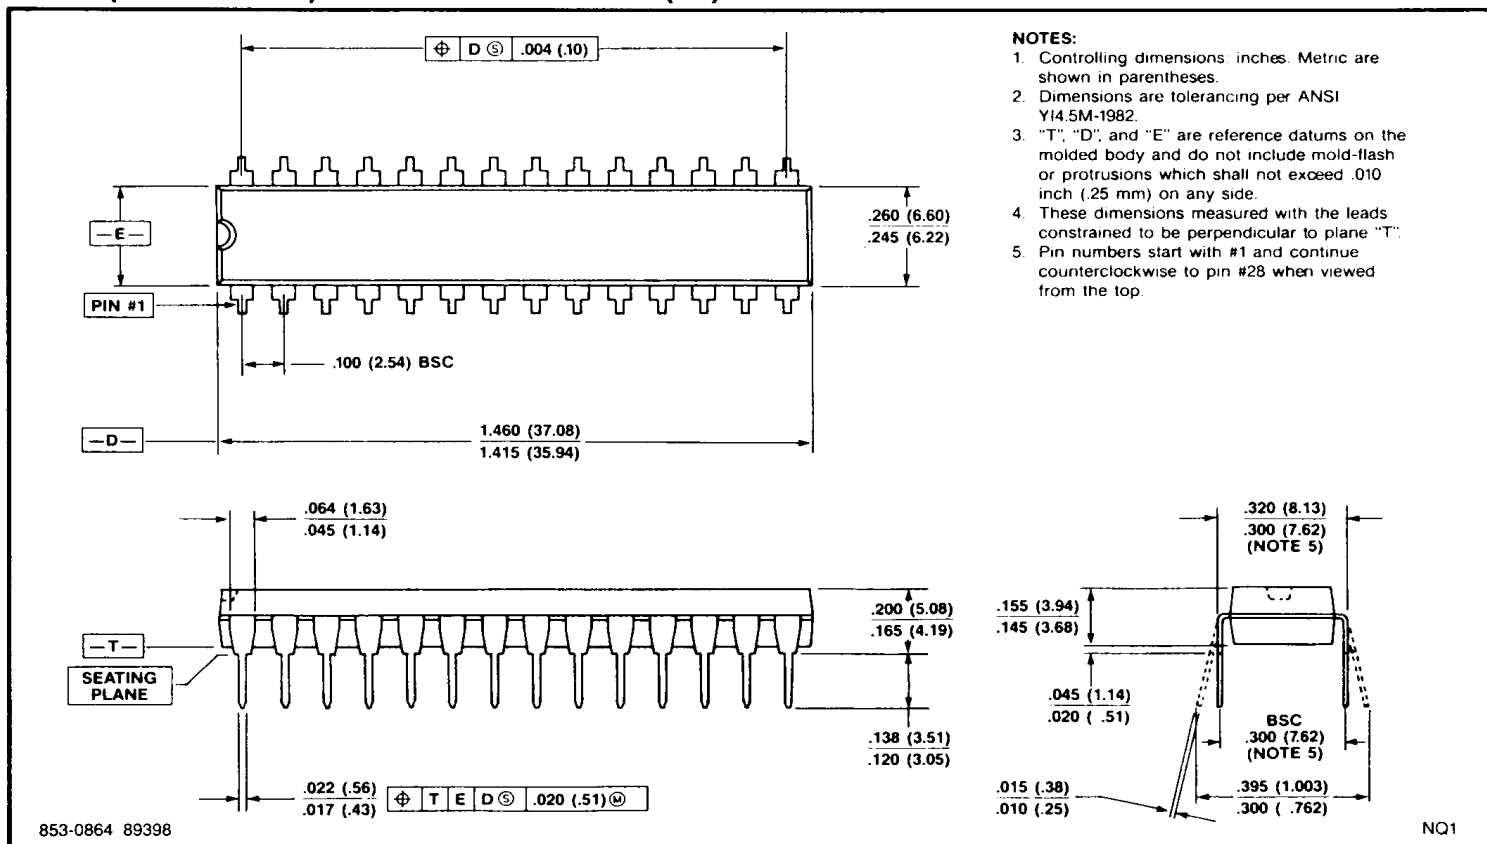 D Ⓢ .004 (.10)
NOTES:
1. Controlling dimensions: inches. Metric are
shown in parentheses.
2. Dimensions are tolerancing per ANSI
YI4.5M-1982.
3. "T", "D", and "E" are reference datums on the
molded body and do not include mold-flash
or protrusions which shall not exceed .010
inch (.25 mm) on any side.
4. These dimensions measured with the leads
constrained to be perpendicular to plane "T".
5. Pin numbers start with #1 and continue
counterclockwise to pin #28 when viewed
from the top.
—E—
.260 (6.60)
.245 (6.22)
PIN #1
.100 (2.54) BSC
—D—
1.460 (37.08)
1.415 (35.94)
.064 (1.63)
.045 (1.14)
.320 (8.13)
.300 (7.62)
(NOTE 5)
.200 (5.08)
.165 (4.19)
.155 (3.94)
.145 (3.68)
—T—
SEATING
PLANE
.045 (1.14)
.020 ( .51)
BSC
.300 (7.62)
(NOTE 5)
.138 (3.51)
.120 (3.05)
.022 (.56)
.017 (.43)
T E D Ⓢ .020 (.51) Ⓜ
.015 (.38)
.010 (.25)
.395 (1.003)
.300 ( .762)
853-0864 89398
NQ1